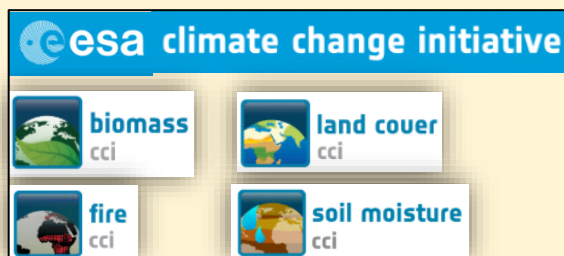 esa climate change initiative
biomass
cci
land cover
cci
fire
cci
soil moisture
cci